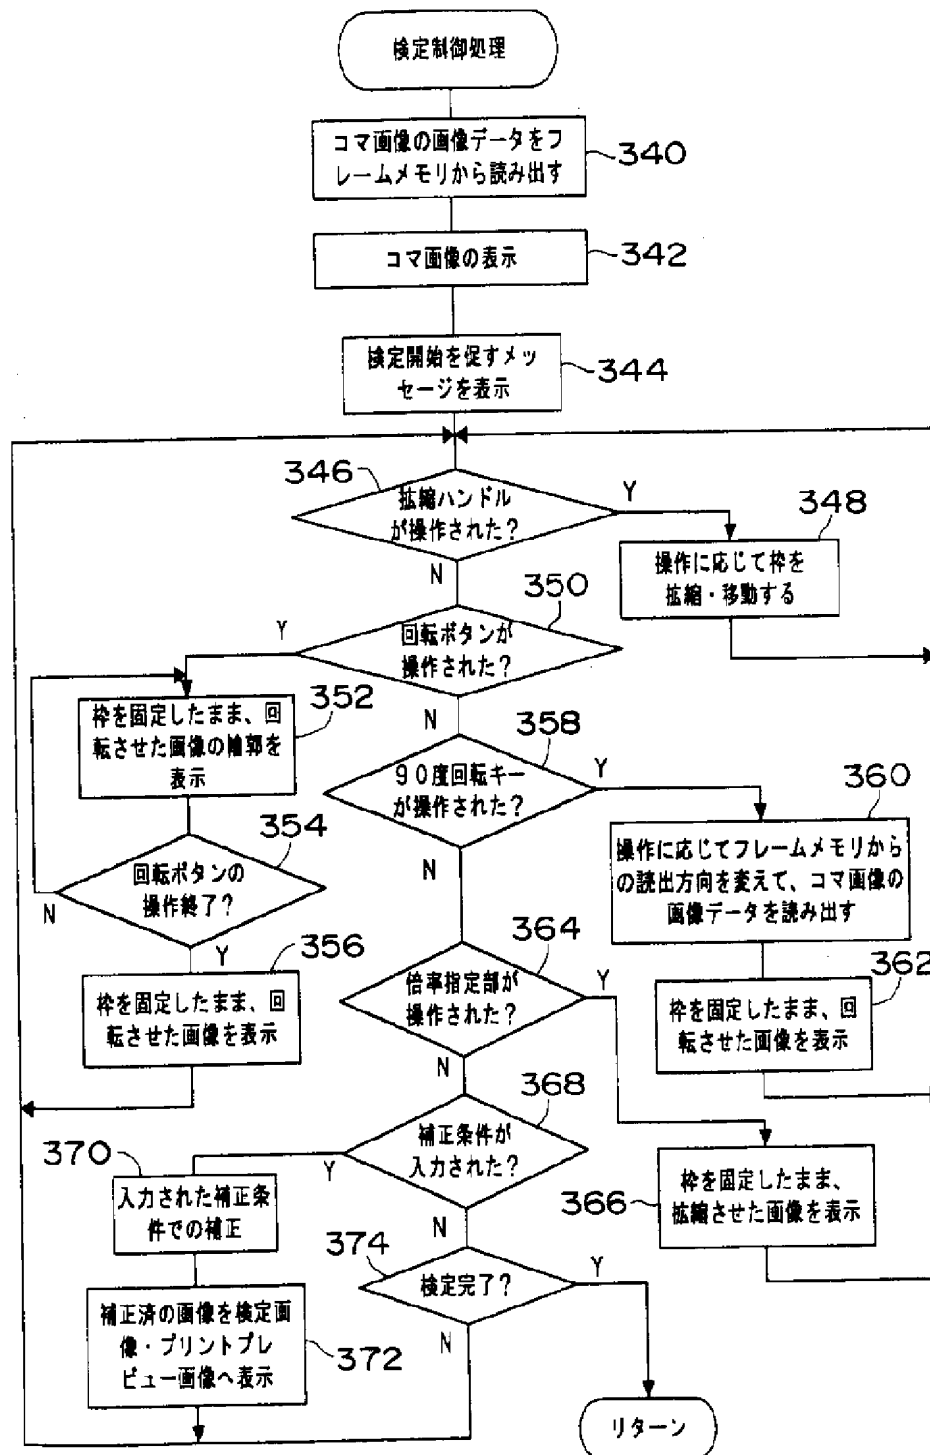 検定制御処理
コマ画像の画像データをフ
レームメモリから読み出す
340
コマ画像の表示
342
検定開始を促すメッ
セージを表示
344
346
拡縮ハンドル
が操作された?
Y
N
348
操作に応じて枠を
拡縮・移動する
350
回転ボタンが
操作された?
Y
N
352
枠を固定したまま、回
転させた画像の輪郭を
表示
358
90度回転キー
が操作された?
Y
N
360
操作に応じてフレームメモリから
の読出方向を変えて、コマ画像の
画像データを読み出す
354
回転ボタンの
操作終了?
N
Y
356
枠を固定したまま、回
転させた画像を表示
364
倍率指定部が
操作された?
Y
N
362
枠を固定したまま、回
転させた画像を表示
368
補正条件が
入力された?
Y
N
370
入力された補正条
件での補正
366
枠を固定したまま、
拡縮させた画像を表示
374
検定完了?
Y
N
補正済の画像を検定画
像・プリントプレ
ビュー画像へ表示
372
リターン